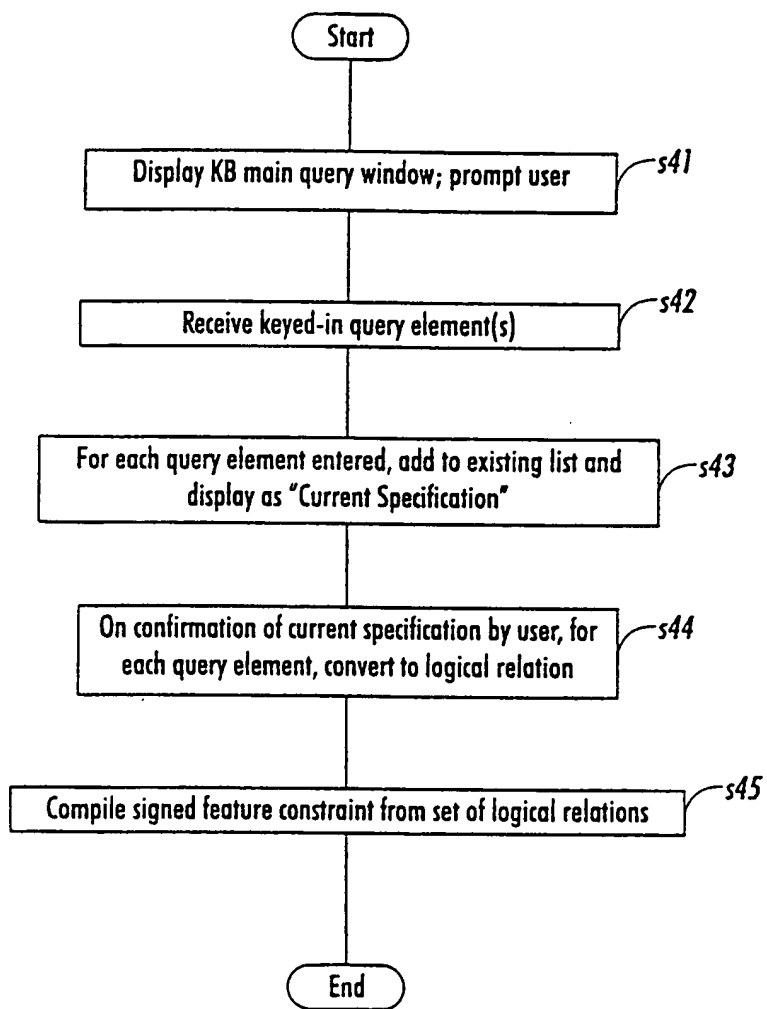 Start
Display KB main query window; prompt user
s41
Receive keyed-in query element(s)
s42
For each query element entered, add to existing list and
display as "Current Specification"
s43
On confirmation of current specification by user, for
each query element, convert to logical relation
s44
Compile signed feature constraint from set of logical relations
s45
End